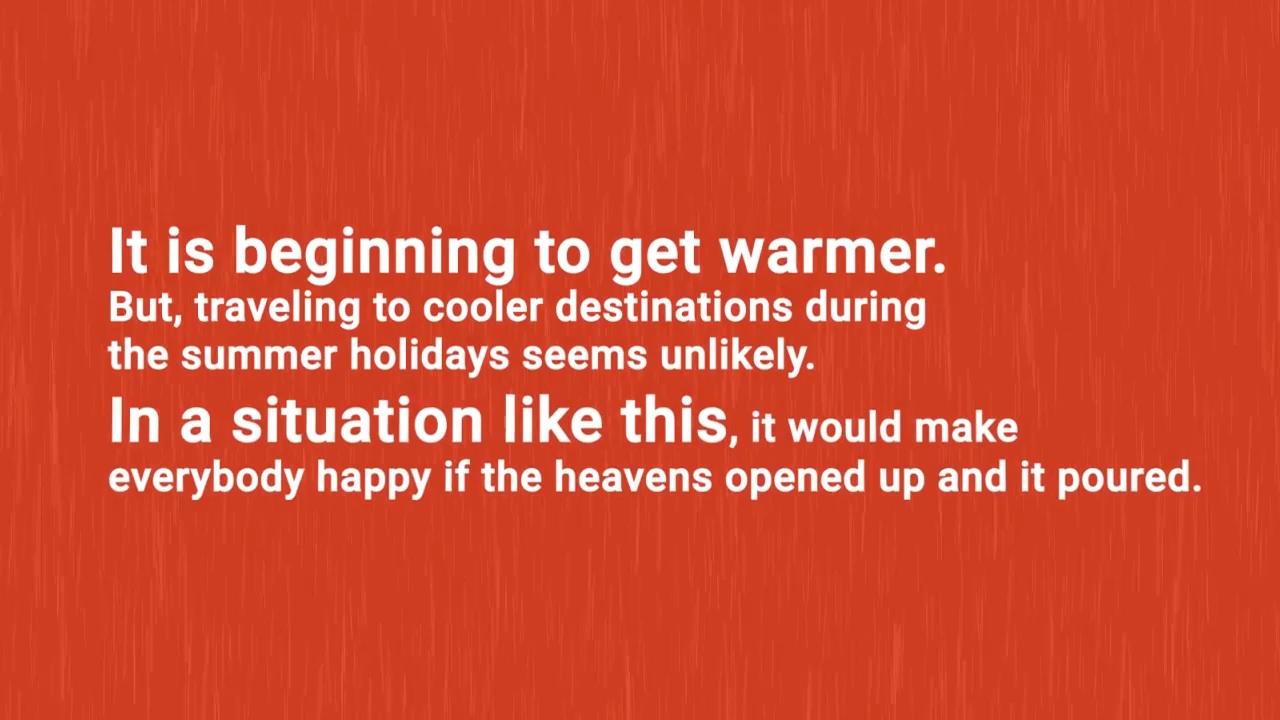 It is beginning to get warmer.
But, traveling to cooler destinations during
the summer holidays seems unlikely.
In a situation like this, it would make
everybody happy if the heavens opened up and it poured.